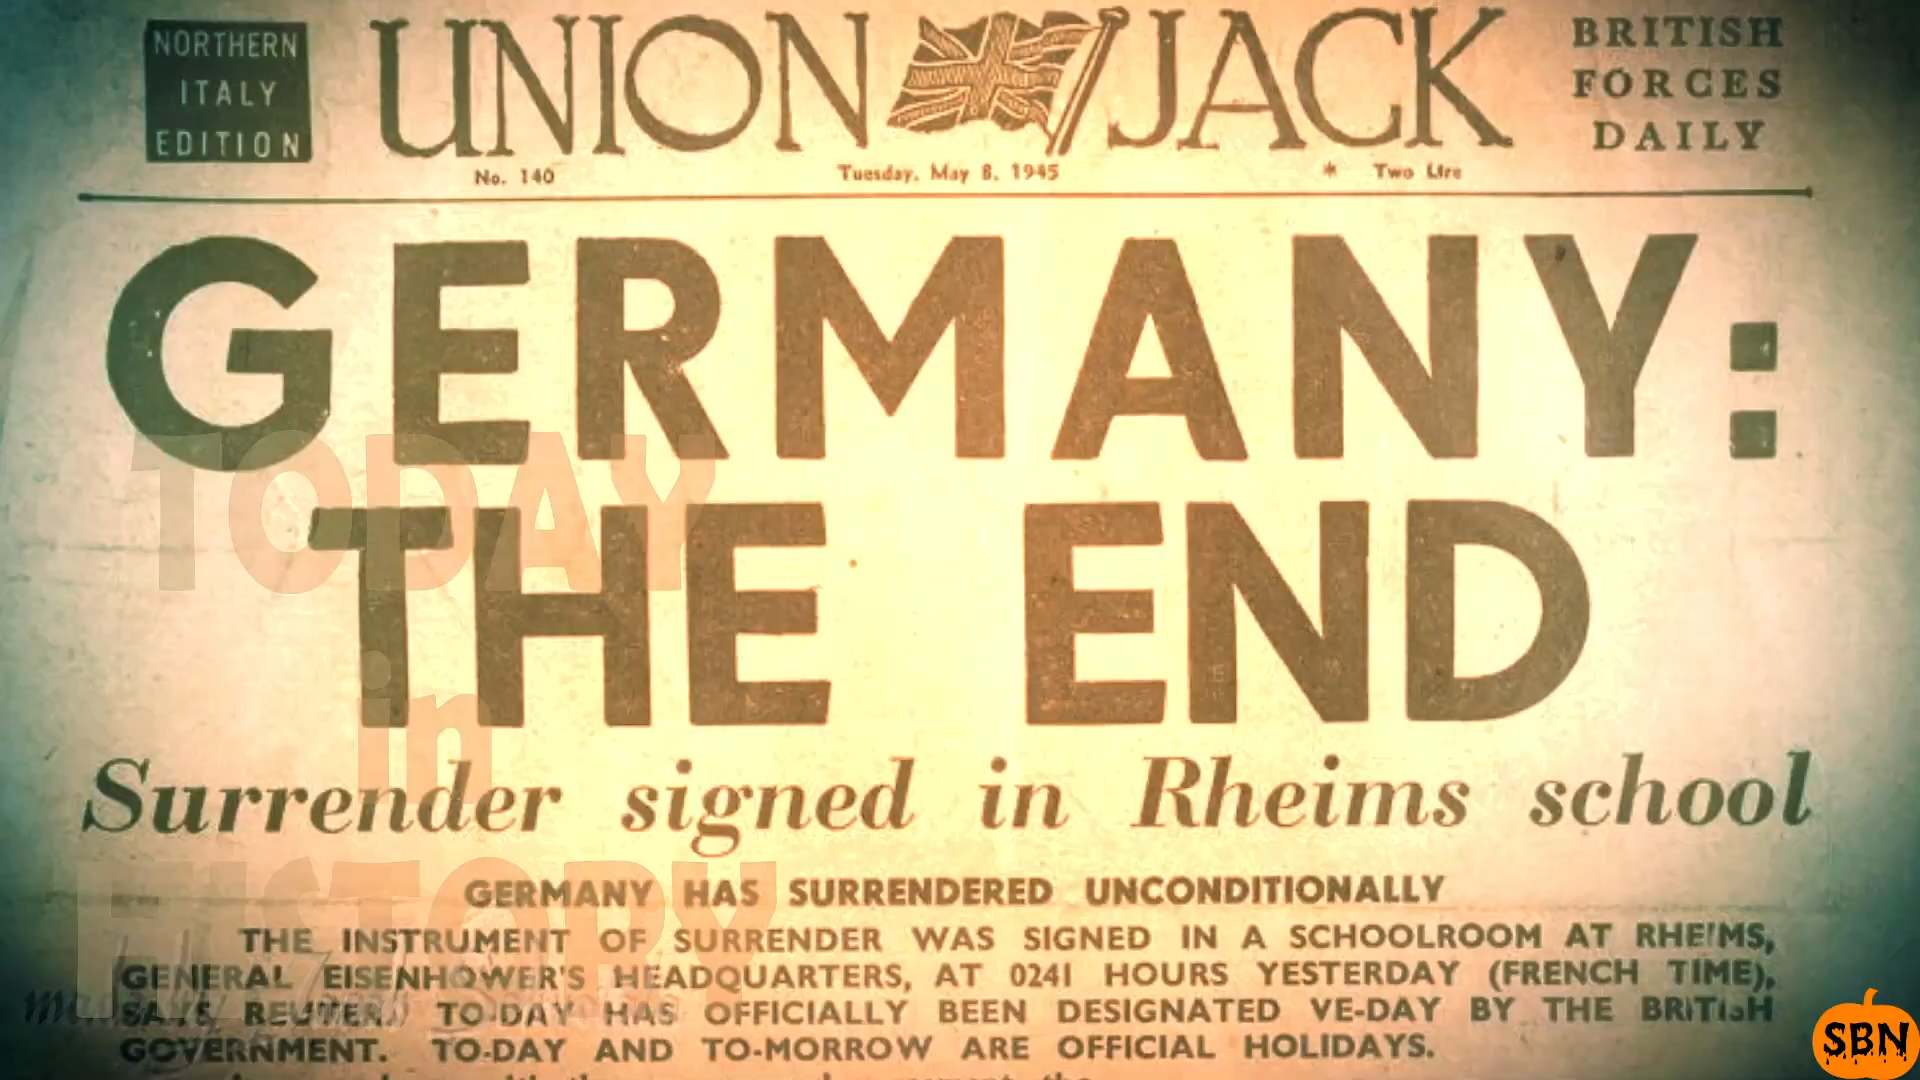 NORTHERN
ITALY
EDITION
UNION JACK
BRITISH
FORCES
DAILY
No. 140
Tuesday, May 8, 1945
* Two Lire
GERMANY:
THE END
Surrender signed in Rheims school
GERMANY HAS SURRENDERED UNCONDITIONALLY
THE INSTRUMENT OF SURRENDER WAS SIGNED IN A SCHOOLROOM AT RHEIMS,
GENERAL EISENHOWER'S HEADQUARTERS, AT 0241 HOURS YESTERDAY (FRENCH TIME),
SAYS REUTER. TO-DAY HAS OFFICIALLY BEEN DESIGNATED VE-DAY BY THE BRITISH
GOVERNMENT. TO-DAY AND TO-MORROW ARE OFFICIAL HOLIDAYS.
TODAY
in
HISTORY
SBN